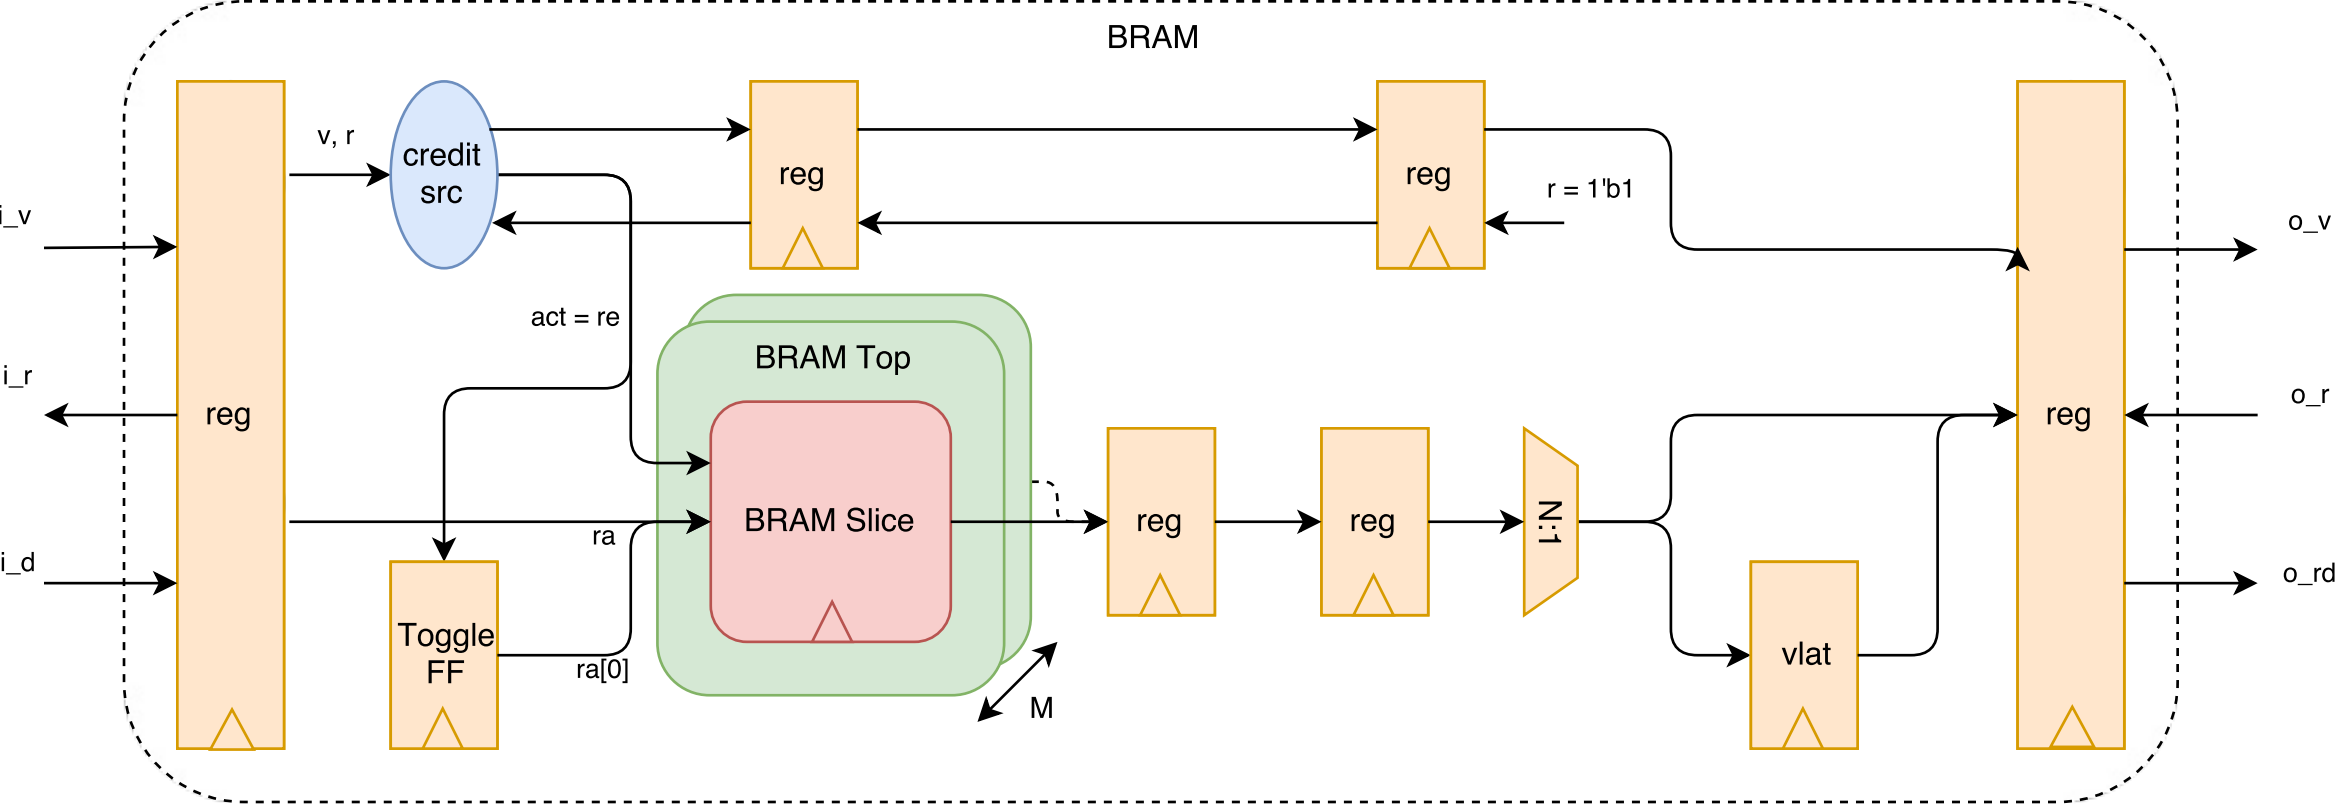 BRAM
i_v
i_r
i_d
reg
v, r
credit
src
reg
reg
r = 1'b1
act = re
BRAM Top
BRAM Slice
ra
Toggle
FF
ra[0]
M
reg
reg
N:1
vlat
reg
o_v
o_r
o_rd